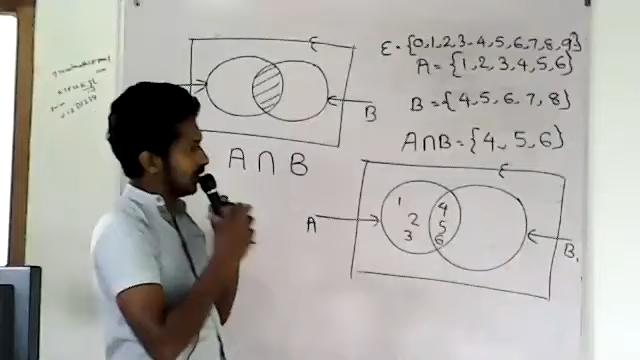 ε = {0,1,2,3,4,5,6,7,8,9}
A = {1,2,3,4,5,6}
B = {4,5,6,7,8}
A∩B = {4,5,6}
ε
B
A∩B
ε
A
1
2
3
4
5
6
B